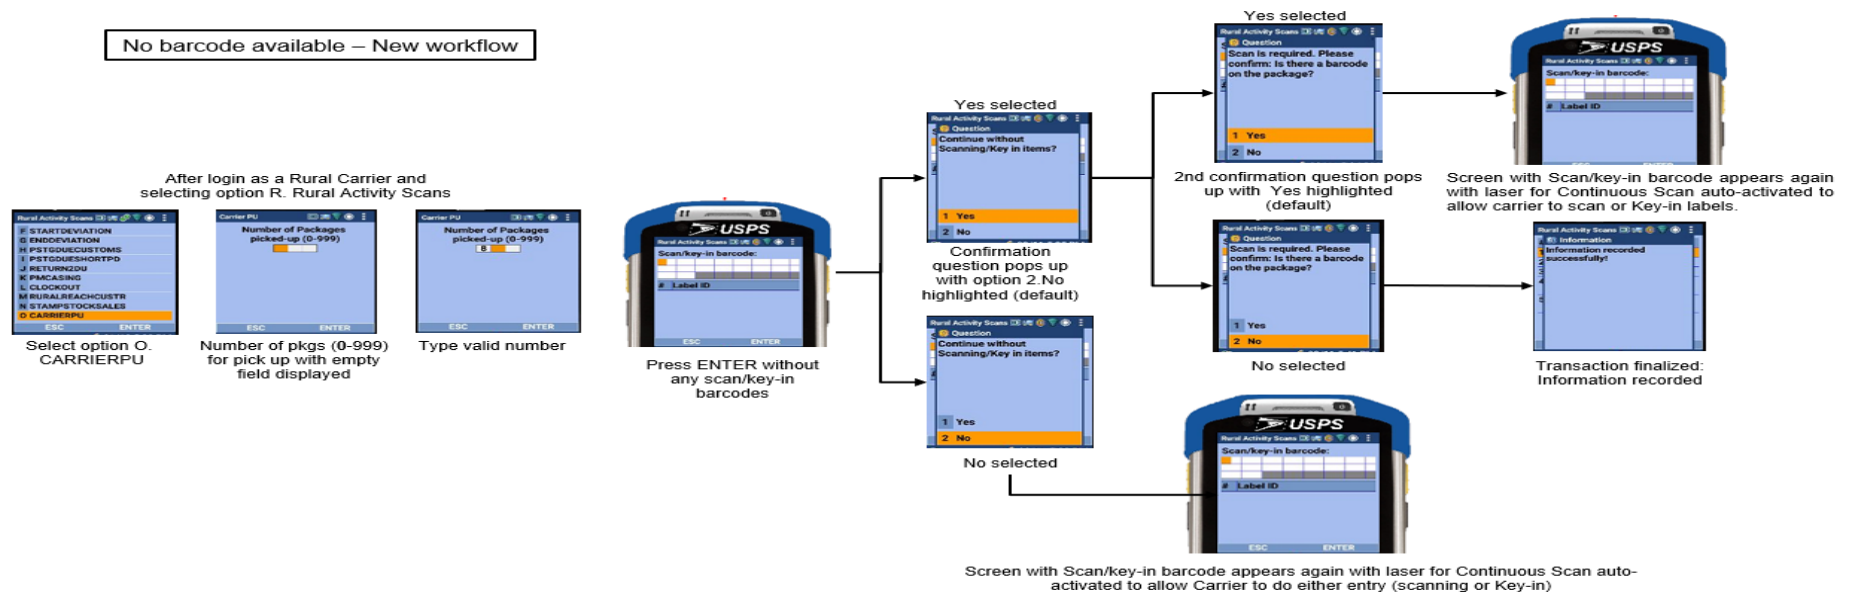 No barcode available – New workflow
After login as a Rural Carrier and
selecting option R. Rural Activity Scans
Rural Activity Scans
F STARTDEVIATION
G ENDDEVIATION
H PSTGDUECUSTOMS
I PSTGDUESHORTPD
J RETURN2DU
K PMCASING
L CLOCKOUT
M RURALREACHCUSTR
N STAMPSTOCKSALES
O CARRIERPU
ESC ENTER
Select option O.
CARRIERPU
Carrier PU
Number of Packages
picked-up (0-999)
ESC ENTER
Number of pkgs (0-999)
for pick up with empty
field displayed
Carrier PU
Number of Packages
picked-up (0-999)
8
ESC ENTER
Type valid number
USPS
Rural Activity Scans
Scan/key-in barcode:
# Label ID
ESC ENTER
Press ENTER without
any scan/key-in
barcodes
Yes selected
Rural Activity Scans
Question
Continue without
Scanning/Key in items?
1 Yes
2 No
Confirmation
question pops up
with option 2.No
highlighted (default)
Rural Activity Scans
Question
Continue without
Scanning/Key in items?
1 Yes
2 No
No selected
Yes selected
Rural Activity Scans
Question
Scan is required. Please
confirm: Is there a barcode
on the package?
1 Yes
2 No
2nd confirmation question pops
up with Yes highlighted
(default)
Rural Activity Scans
Question
Scan is required. Please
confirm: Is there a barcode
on the package?
1 Yes
2 No
No selected
USPS
Rural Activity Scans
Scan/key-in barcode:
# Label ID
ESC ENTER
Screen with Scan/key-in barcode appears again
with laser for Continuous Scan auto-activated to
allow carrier to scan or Key-in labels.
Rural Activity Scans
Information
Information recorded
successfully!
Transaction finalized:
Information recorded
USPS
Rural Activity Scans
Scan/key-in barcode:
# Label ID
ESC ENTER
Screen with Scan/key-in barcode appears again with laser for Continuous Scan auto-
activated to allow Carrier to do either entry (scanning or Key-in)